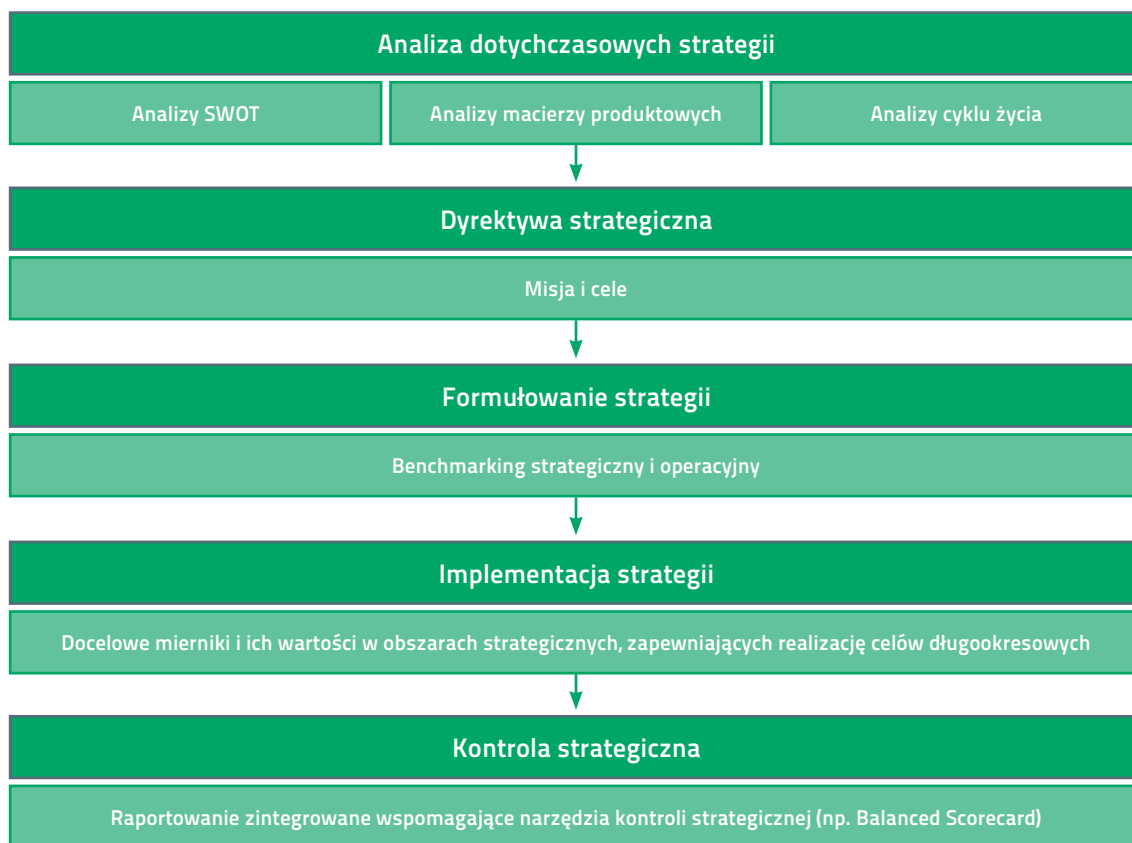 Analiza dotychczasowych strategii
Analizy SWOT
Analizy macierzy produktowych
Analizy cyklu życia
Dyrektywa strategiczna
Misja i cele
Formułowanie strategii
Benchmarking strategiczny i operacyjny
Implementacja strategii
Docelowe mierniki i ich wartości w obszarach strategicznych, zapewniających realizację celów długookresowych
Kontrola strategiczna
Raportowanie zintegrowane wspomagające narzędzia kontroli strategicznej (np. Balanced Scorecard)